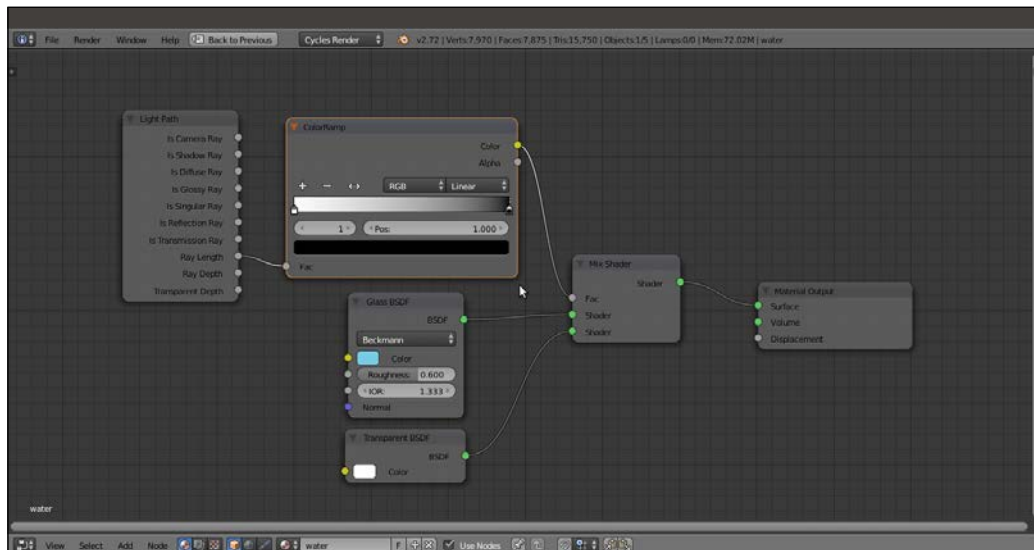 File Render Window Help Back to Previous Cycles Render v2.72 | Verts:7,970 | Faces:7,875 | Tris:15,750 | Objects:1/5 | Lamps:0/0 | Mem:72.02M | water
Light Path
Is Camera Ray
Is Shadow Ray
Is Diffuse Ray
Is Glossy Ray
Is Singular Ray
Is Reflection Ray
Is Transmission Ray
Ray Length
Ray Depth
Transparent Depth
ColorRamp
Color
Alpha
RGB Linear
1 Pos: 1.000
Fac
Glass BSDF
BSDF
Beckmann
Color
Roughness: 0.600
IOR: 1.333
Normal
Transparent BSDF
BSDF
Color
Mix Shader
Shader
Fac
Shader
Shader
Material Output
Surface
Volume
Displacement
water
View Select Add Node water F Use Nodes